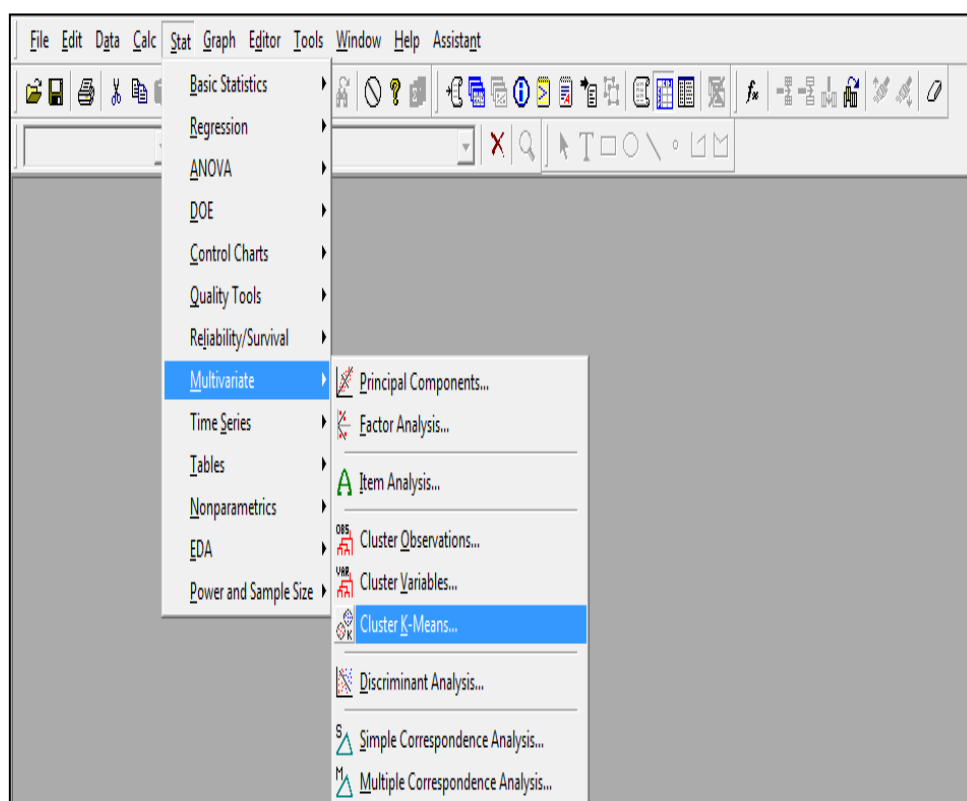 File Edit Data Calc Stat Graph Editor Tools Window Help Assistant
Basic Statistics
Regression
ANOVA
DOE
Control Charts
Quality Tools
Reliability/Survival
Multivariate
Time Series
Tables
Nonparametrics
EDA
Power and Sample Size
Principal Components...
Factor Analysis...
Item Analysis...
OBS Cluster Observations...
VAR Cluster Variables...
K Cluster K-Means...
Discriminant Analysis...
S Simple Correspondence Analysis...
M Multiple Correspondence Analysis...